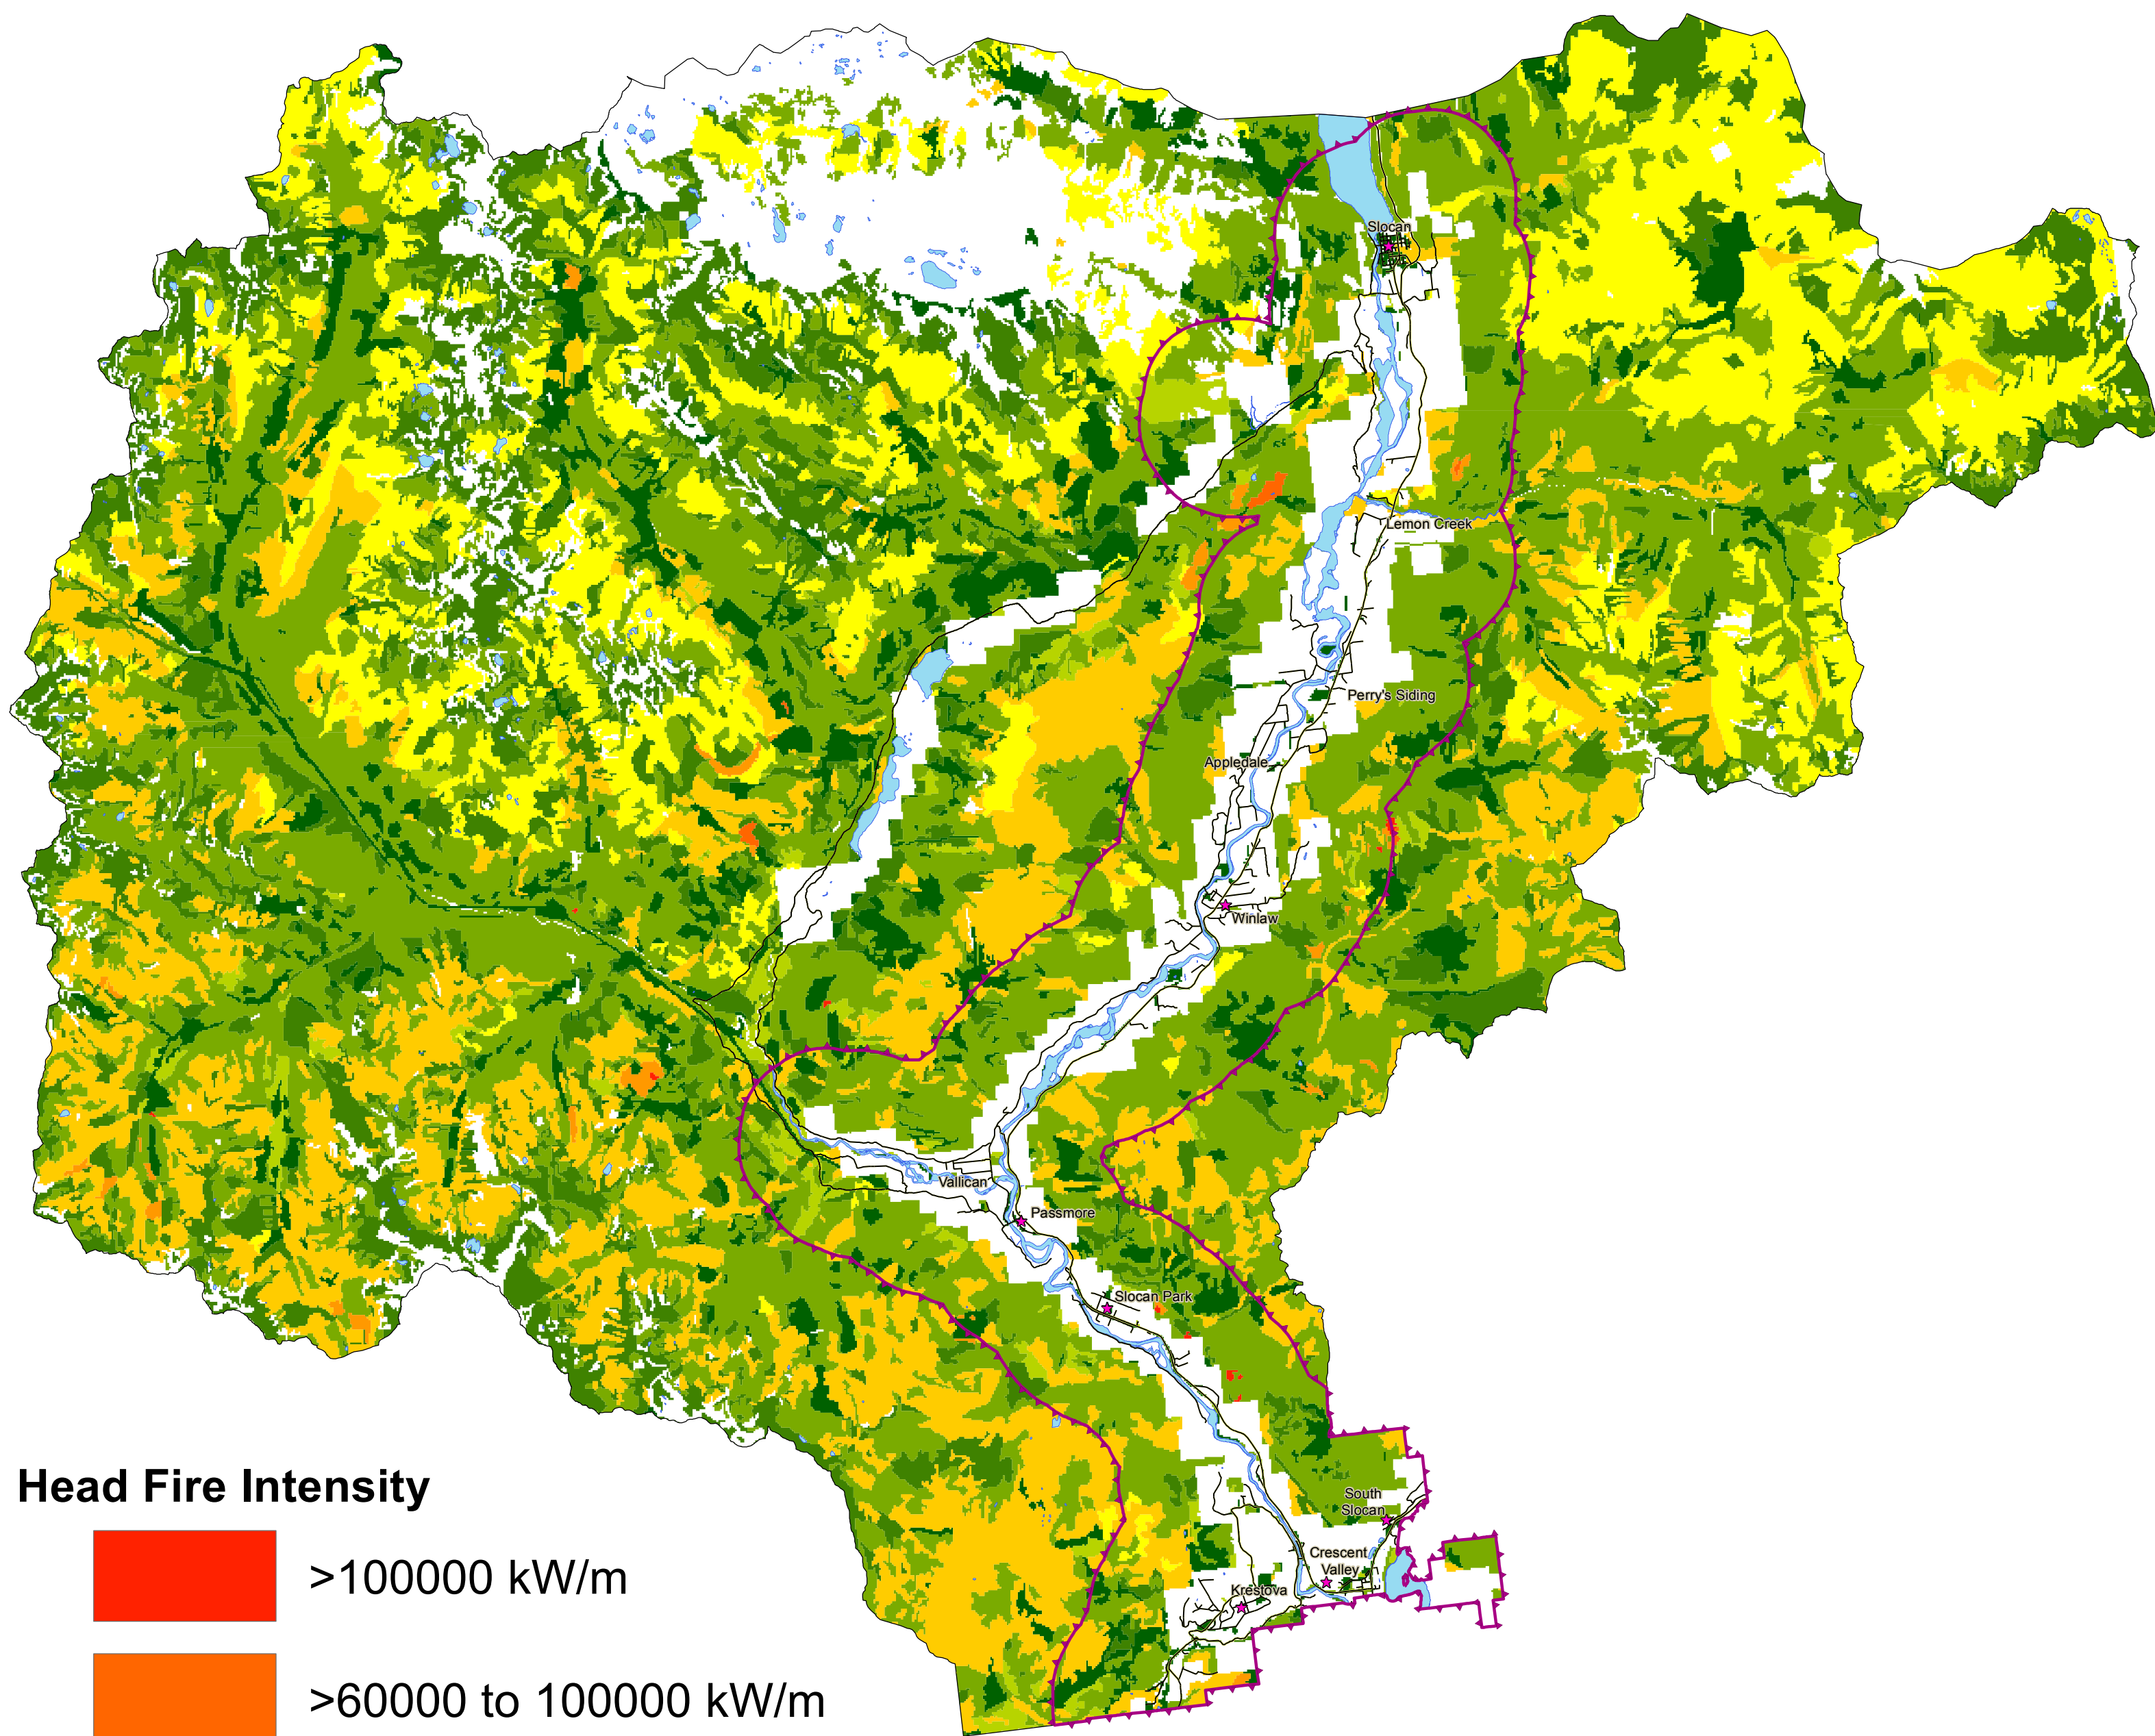 Slocan
Lemon Creek
Perry's Siding
Appledale
Winlaw
Vallican
Passmore
Slocan Park
South
Slocan
Crescent
Valley
Krestova
Head Fire Intensity
>100000 kW/m
>60000 to 100000 kW/m